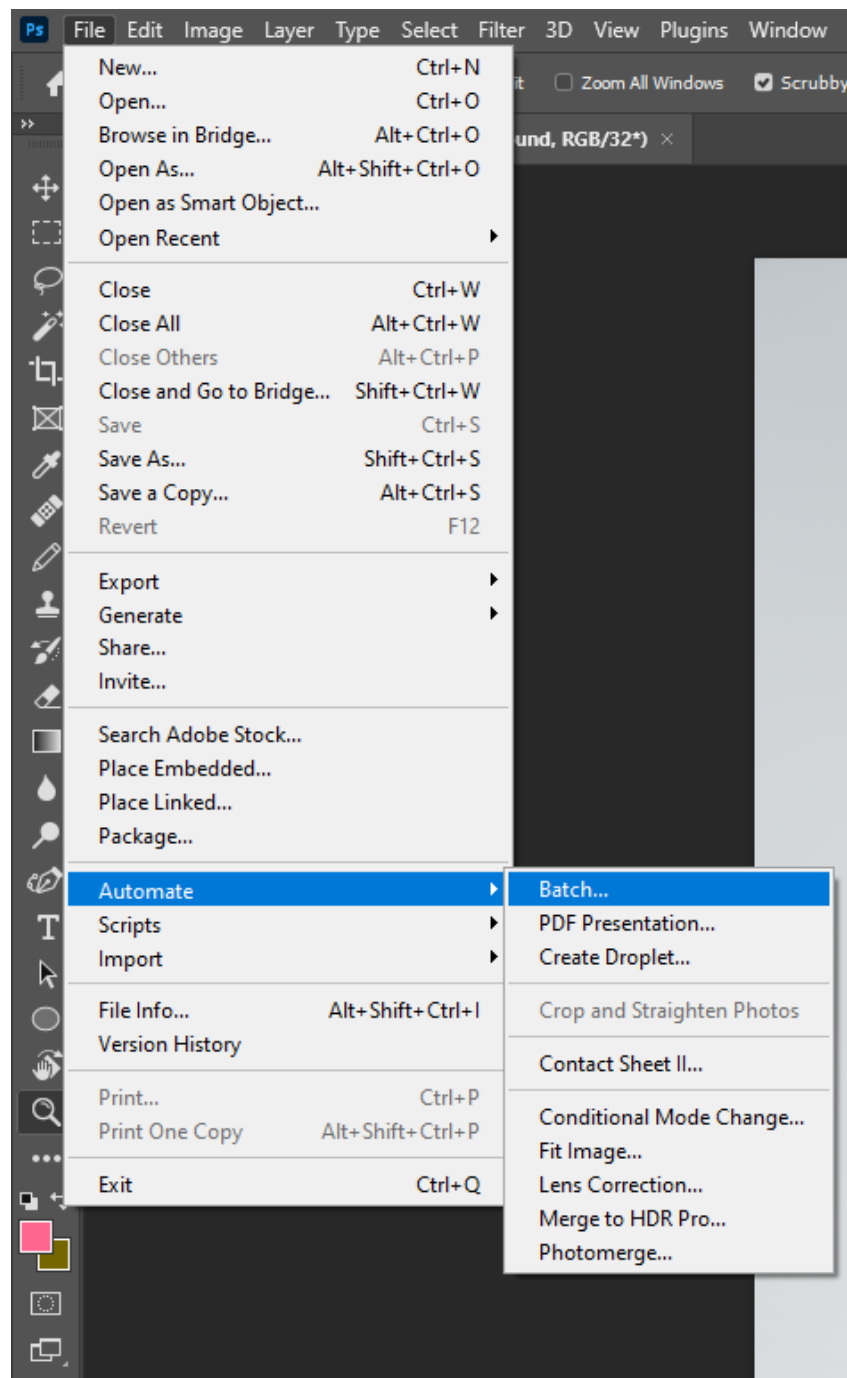 Ps File Edit Image Layer Type Select Filter 3D View Plugins Window
Zoom All Windows
RGB/32*) ×
New... Ctrl+N
Open... Ctrl+O
Browse in Bridge... Alt+Ctrl+O
Open As... Alt+Shift+Ctrl+O
Open as Smart Object...
Open Recent
Close Ctrl+W
Close All Alt+Ctrl+W
Close Others Alt+Ctrl+P
Close and Go to Bridge... Shift+Ctrl+W
Save Ctrl+S
Save As... Shift+Ctrl+S
Save a Copy... Alt+Ctrl+S
Revert F12
Export
Generate
Share...
Invite...
Search Adobe Stock...
Place Embedded...
Place Linked...
Package...
Automate
Scripts
Import
File Info... Alt+Shift+Ctrl+I
Version History
Print... Ctrl+P
Print One Copy Alt+Shift+Ctrl+P
Exit Ctrl+Q
Batch...
PDF Presentation...
Create Droplet...
Crop and Straighten Photos
Contact Sheet II...
Conditional Mode Change...
Fit Image...
Lens Correction...
Merge to HDR Pro...
Photomerge...